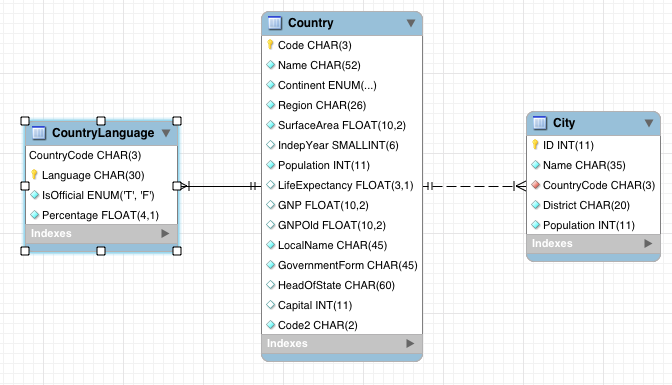 CountryLanguage
CountryCode CHAR(3)
Language CHAR(30)
IsOfficial ENUM('T', 'F')
Percentage FLOAT(4,1)
Indexes
Country
Code CHAR(3)
Name CHAR(52)
Continent ENUM(...)
Region CHAR(26)
SurfaceArea FLOAT(10,2)
IndepYear SMALLINT(6)
Population INT(11)
LifeExpectancy FLOAT(3,1)
GNP FLOAT(10,2)
GNPOld FLOAT(10,2)
LocalName CHAR(45)
GovernmentForm CHAR(45)
HeadOfState CHAR(60)
Capital INT(11)
Code2 CHAR(2)
Indexes
City
ID INT(11)
Name CHAR(35)
CountryCode CHAR(3)
District CHAR(20)
Population INT(11)
Indexes